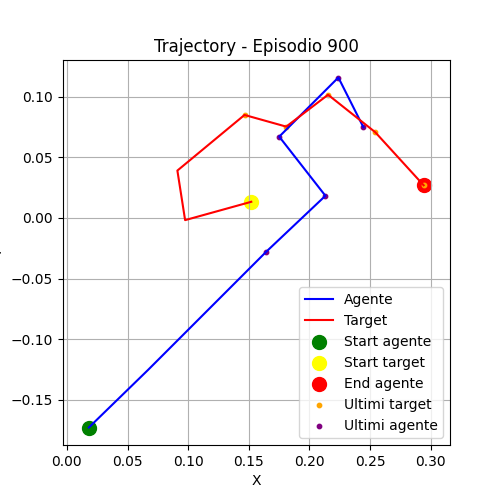 Trajectory - Episodio 900
0.10
0.05
0.00
−0.05
−0.10
−0.15
0.00
0.05
0.10
0.15
0.20
0.25
0.30
X
Agente
Target
Start agente
Start target
End agente
Ultimi target
Ultimi agente